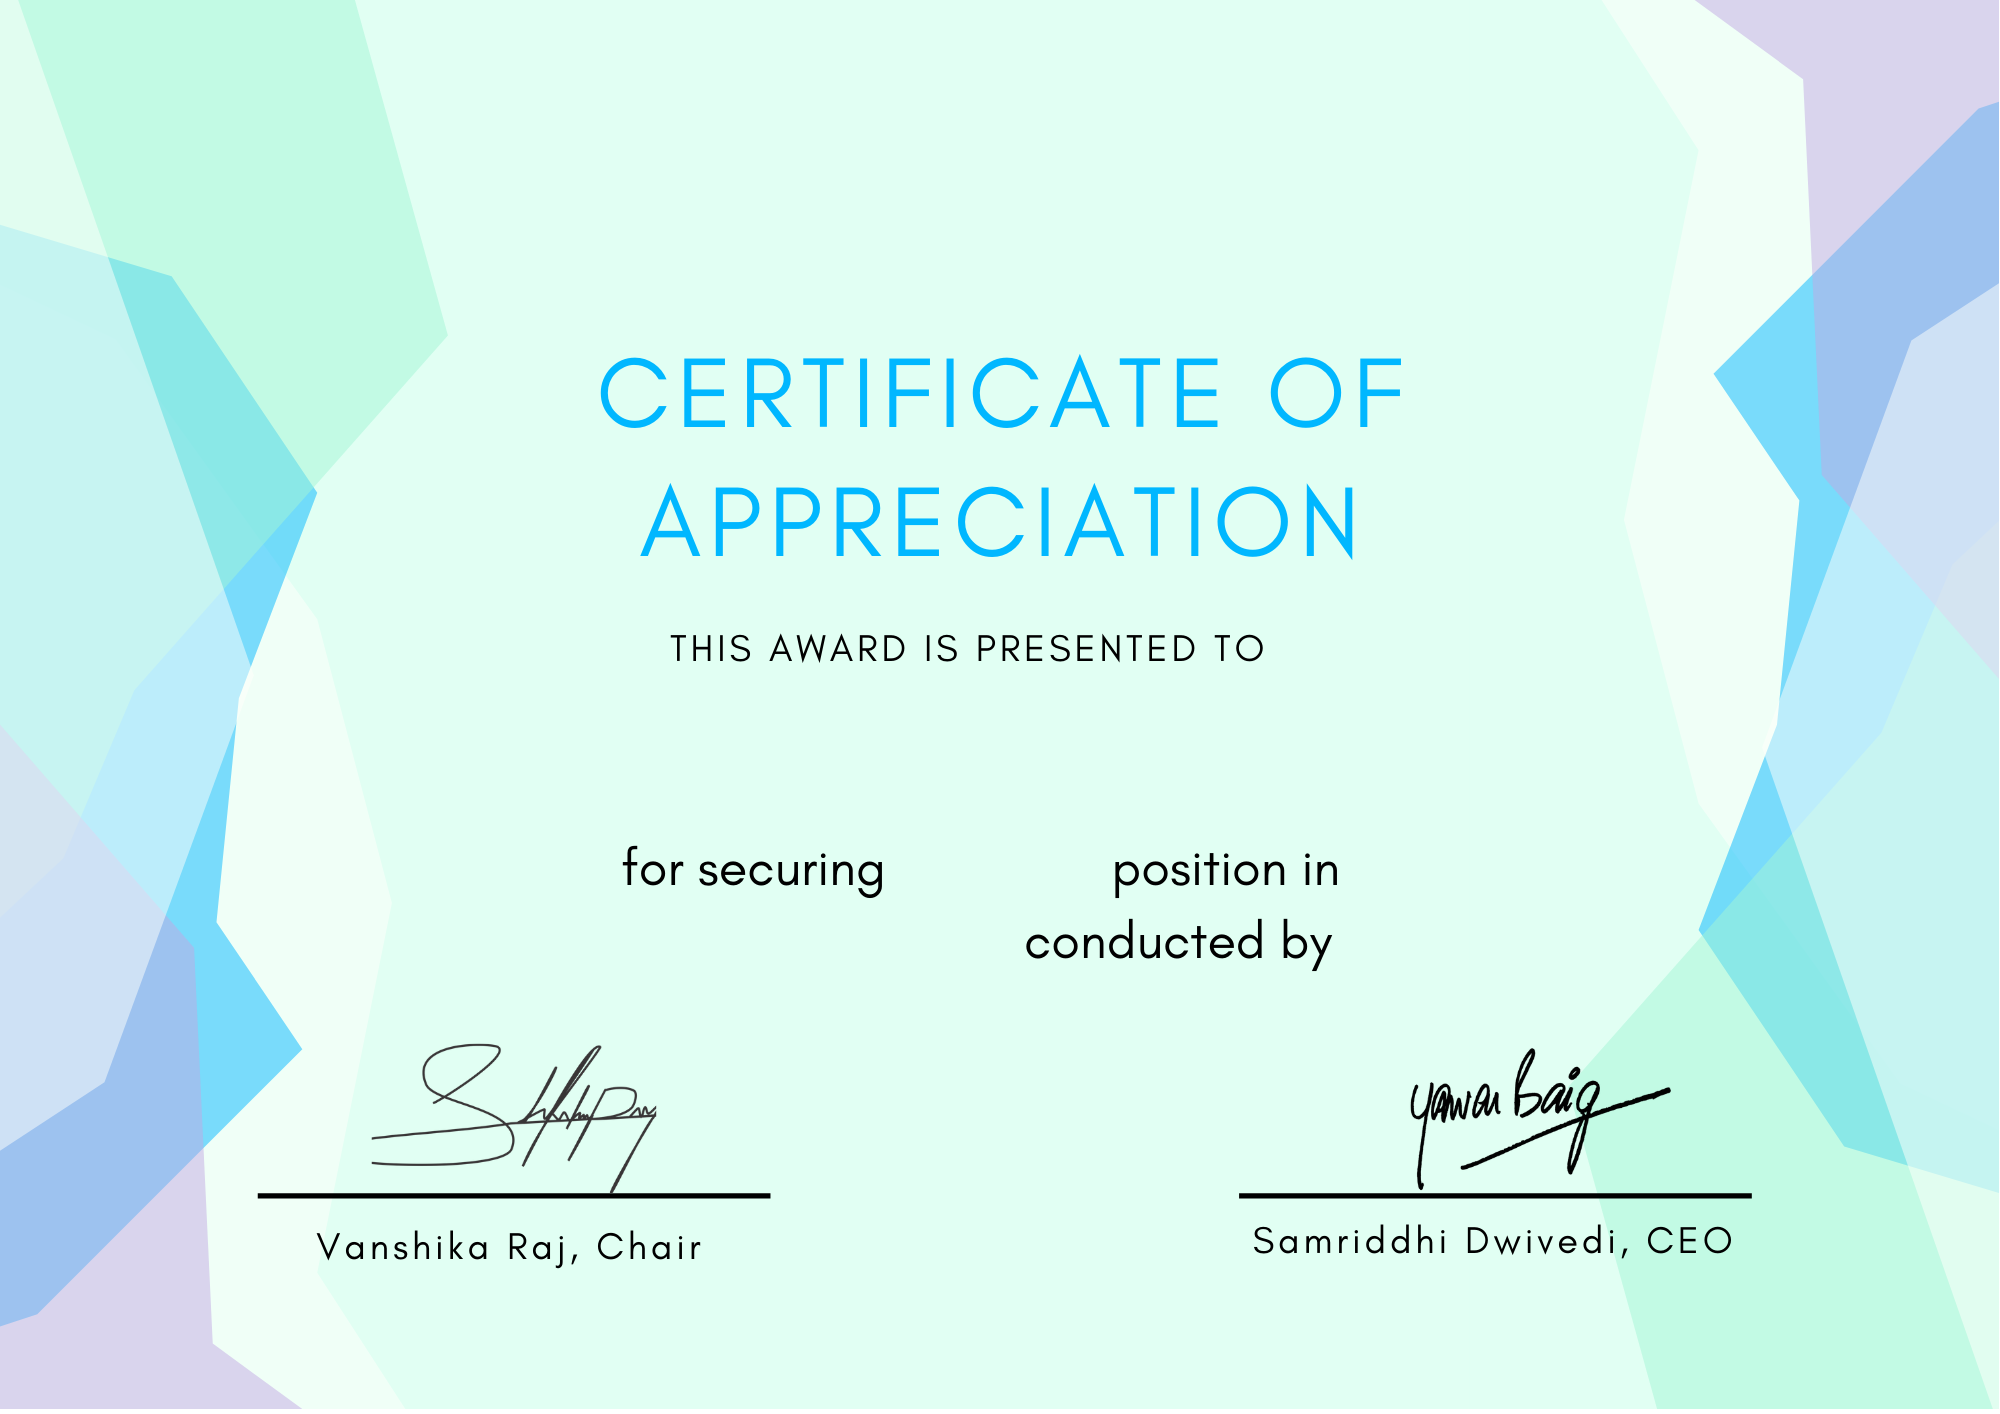 CERTIFICATE OF
APPRECIATION
THIS AWARD IS PRESENTED TO
for securing position in
conducted by
Yawar Baig
Vanshika Raj, Chair
Samriddhi Dwivedi, CEO